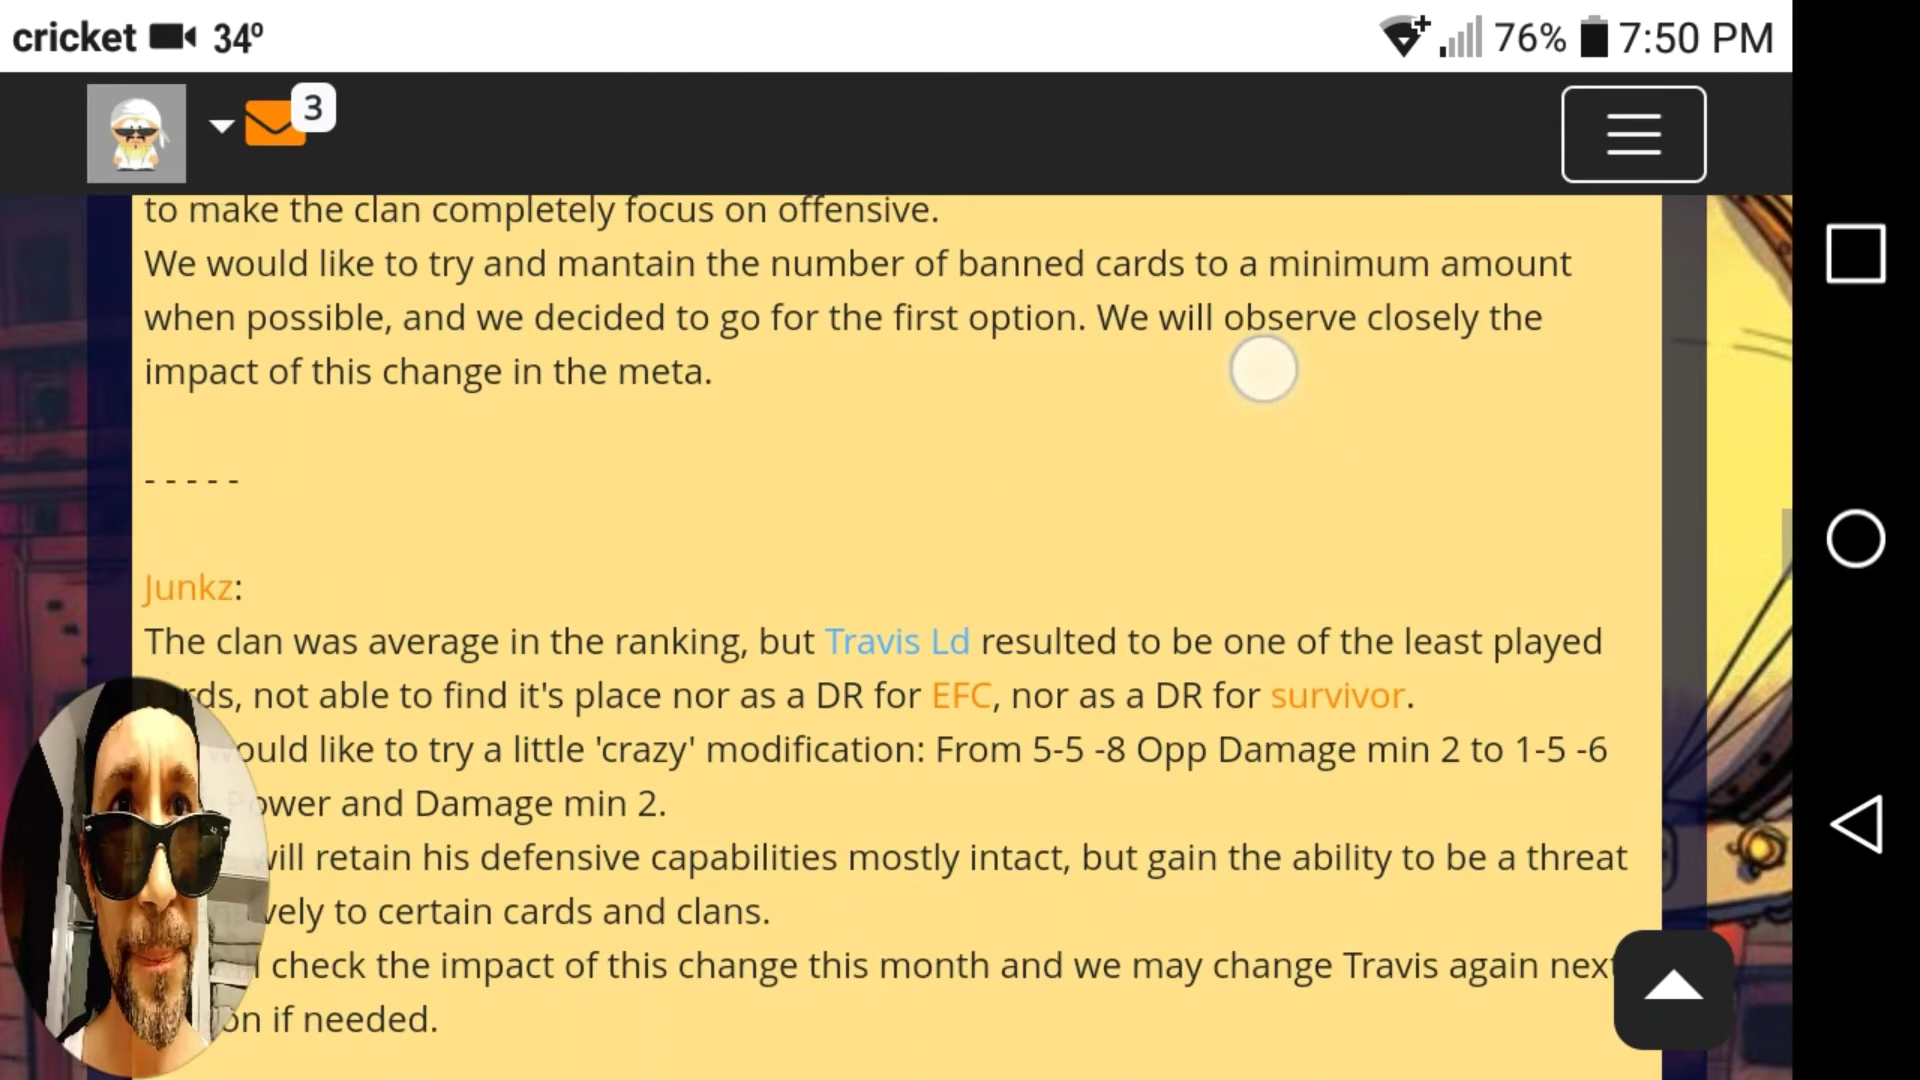 cricket 34º 76% 7:50 PM
3
to make the clan completely focus on offensive.
We would like to try and mantain the number of banned cards to a minimum amount
when possible, and we decided to go for the first option. We will observe closely the
impact of this change in the meta.
- - - - -
Junkz:
The clan was average in the ranking, but Travis Ld resulted to be one of the least played
rds, not able to find it's place nor as a DR for EFC, nor as a DR for survivor.
ould like to try a little 'crazy' modification: From 5-5 -8 Opp Damage min 2 to 1-5 -6
Power and Damage min 2.
will retain his defensive capabilities mostly intact, but gain the ability to be a threat
vely to certain cards and clans.
check the impact of this change this month and we may change Travis again next
on if needed.